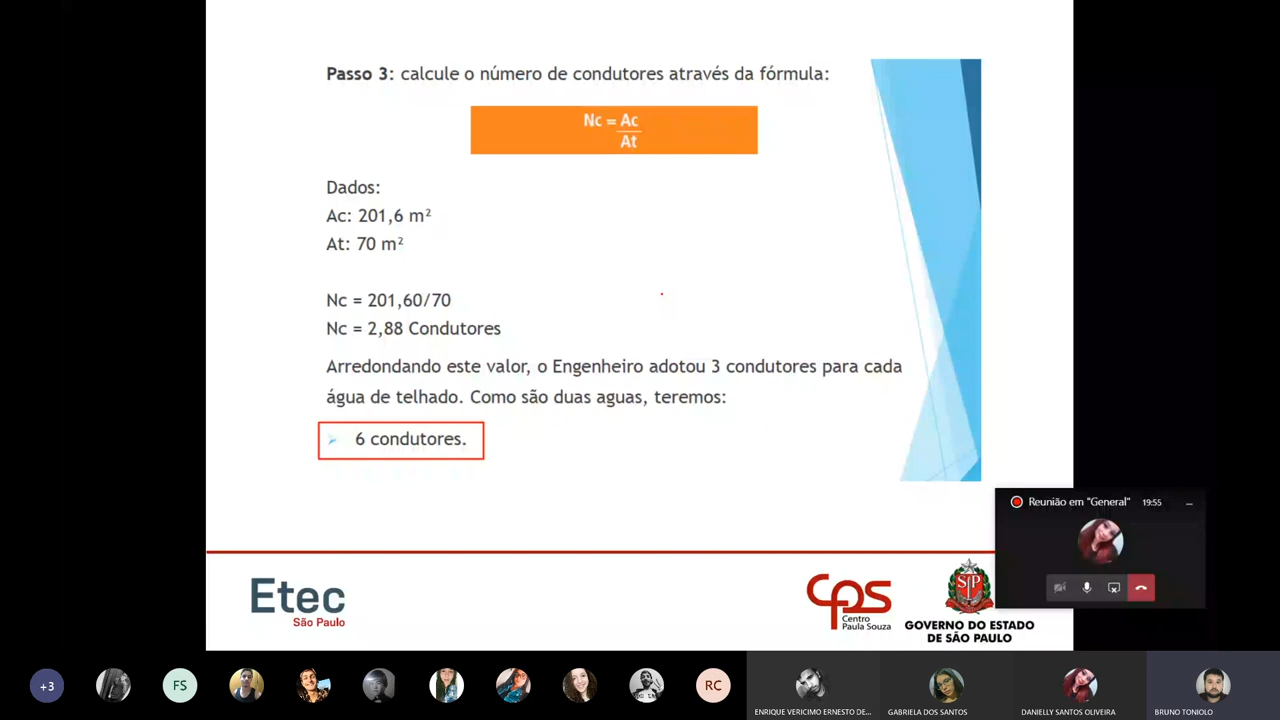 Passo 3: calcule o número de condutores através da fórmula:
Nc = Ac
At
Dados:
Ac: 201,6 m²
At: 70 m²
Nc = 201,60/70
Nc = 2,88 Condutores
Arredondando este valor, o Engenheiro adotou 3 condutores para cada
água de telhado. Como são duas aguas, teremos:
6 condutores.
Reunião em "General" 19:55
Etec
São Paulo
cps
Centro
Paula Souza
SP
GOVERNO DO ESTADO
DE SÃO PAULO
+3
FS
RC
ENRIQUE VERICIMO ERNESTO DE...
GABRIELA DOS SANTOS
DANIELLY SANTOS OLIVEIRA
BRUNO TONIOLO